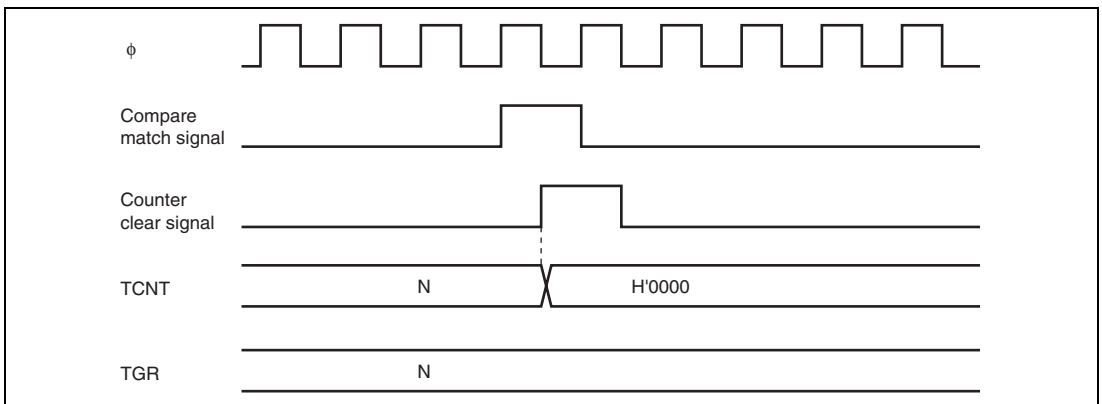 ϕ
Compare
match signal
Counter
clear signal
TCNT N H'0000
TGR N